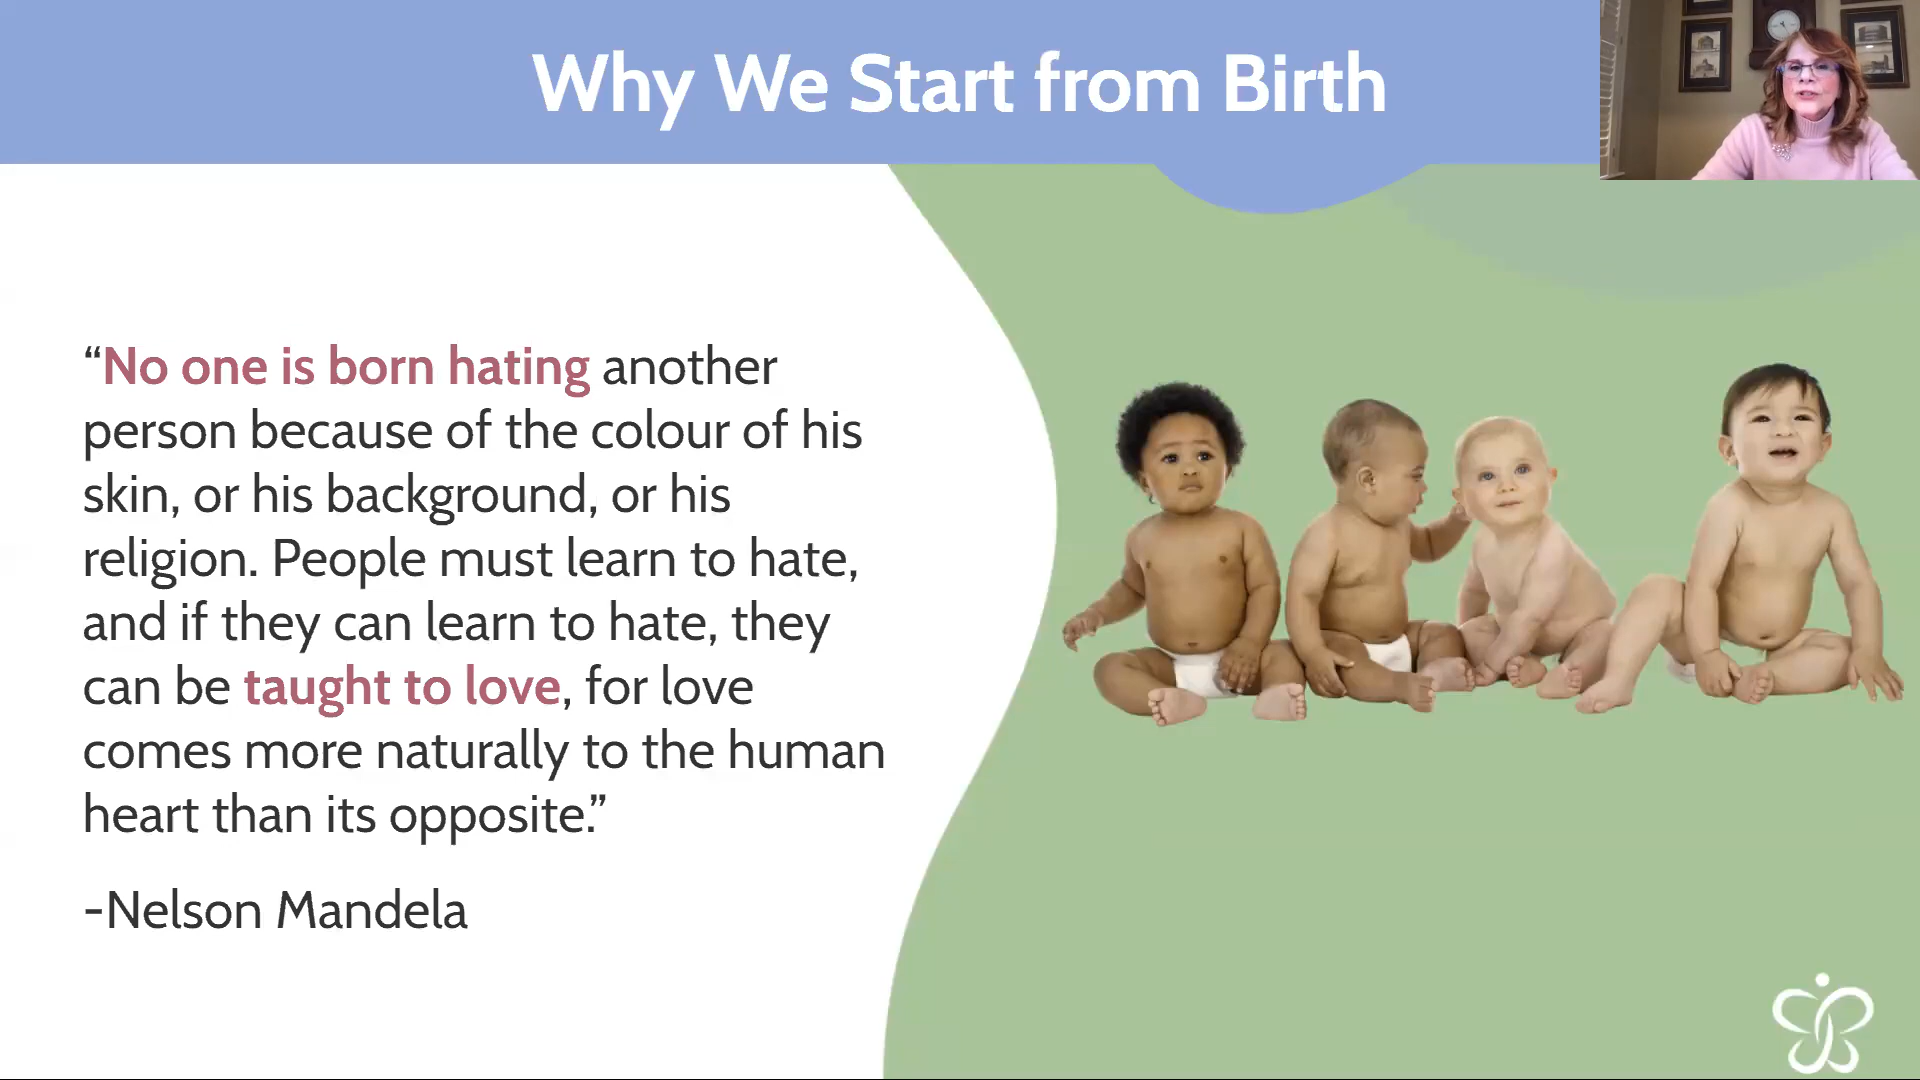 Why We Start from Birth
“No one is born hating another
person because of the colour of his
skin, or his background, or his
religion. People must learn to hate,
and if they can learn to hate, they
can be taught to love, for love
comes more naturally to the human
heart than its opposite.”
-Nelson Mandela